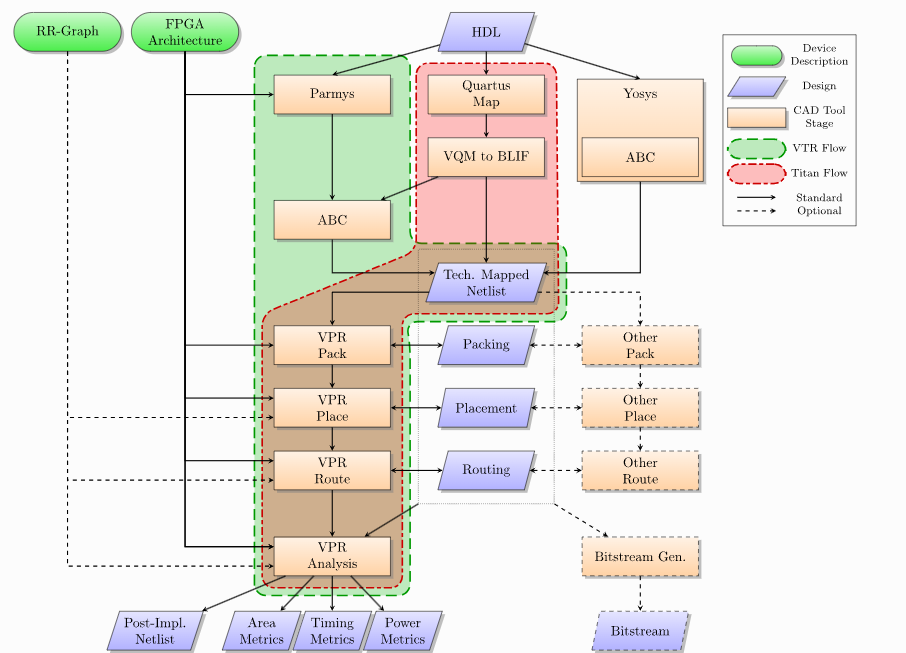 RR-Graph
FPGA
Architecture
HDL
Parmys
Quartus
Map
Yosys
VQM to BLIF
ABC
ABC
Tech. Mapped
Netlist
VPR
Pack
Packing
Other
Pack
VPR
Place
Placement
Other
Place
VPR
Route
Routing
Other
Route
VPR
Analysis
Bitstream Gen.
Post-Impl.
Netlist
Area
Metrics
Timing
Metrics
Power
Metrics
Bitstream
Device
Description
Design
CAD Tool
Stage
VTR Flow
Titan Flow
Standard
Optional